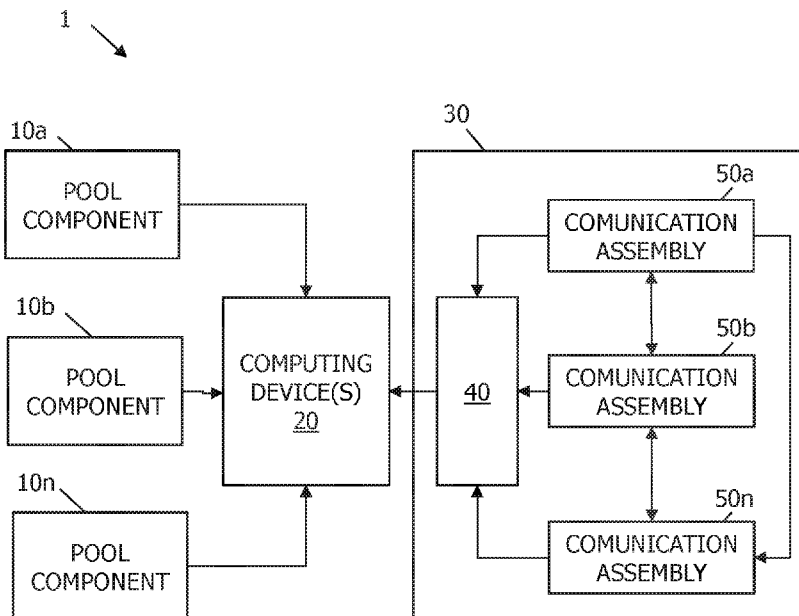 1
10a
POOL
COMPONENT
10b
POOL
COMPONENT
10n
POOL
COMPONENT
COMPUTING
DEVICE(S)
20
30
40
50a
COMUNICATION
ASSEMBLY
50b
COMUNICATION
ASSEMBLY
50n
COMUNICATION
ASSEMBLY